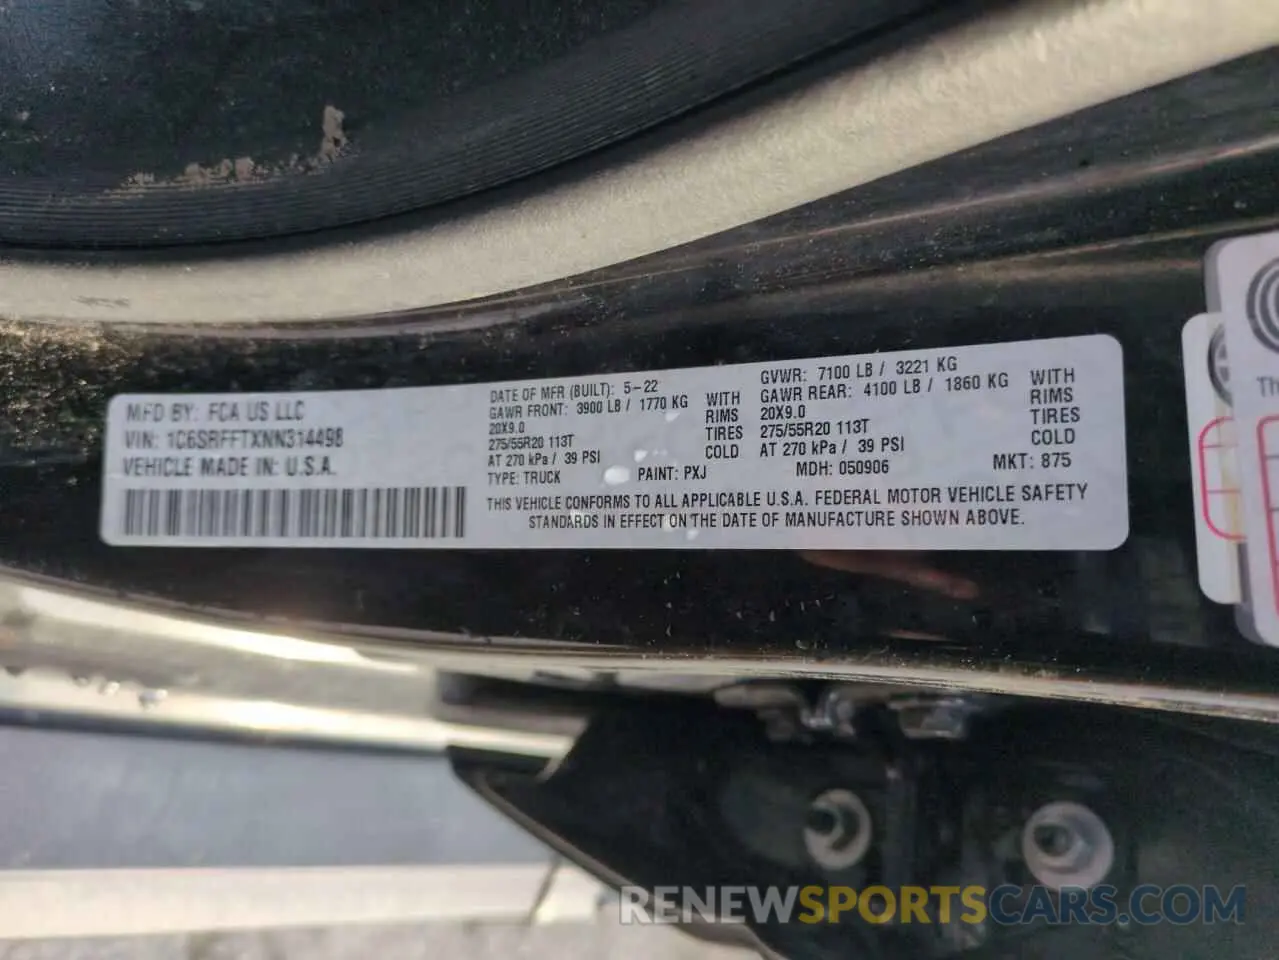 MFD BY: FCA US LLC
VIN: 1C6SRFFTXNN314498
VEHICLE MADE IN: U.S.A.
DATE OF MFR (BUILT): 5-22
GAWR FRONT: 3900 LB / 1770 KG WITH
20X9.0 RIMS
275/55R20 113T TIRES
AT 270 kPa / 39 PSI COLD
TYPE: TRUCK PAINT: PXJ
GVWR: 7100 LB / 3221 KG
GAWR REAR: 4100 LB / 1860 KG WITH
20X9.0 RIMS
275/55R20 113T TIRES
AT 270 kPa / 39 PSI COLD
MDH: 050906 MKT: 875
THIS VEHICLE CONFORMS TO ALL APPLICABLE U.S.A. FEDERAL MOTOR VEHICLE SAFETY
STANDARDS IN EFFECT ON THE DATE OF MANUFACTURE SHOWN ABOVE.
RENEWSPORTSCARS.COM